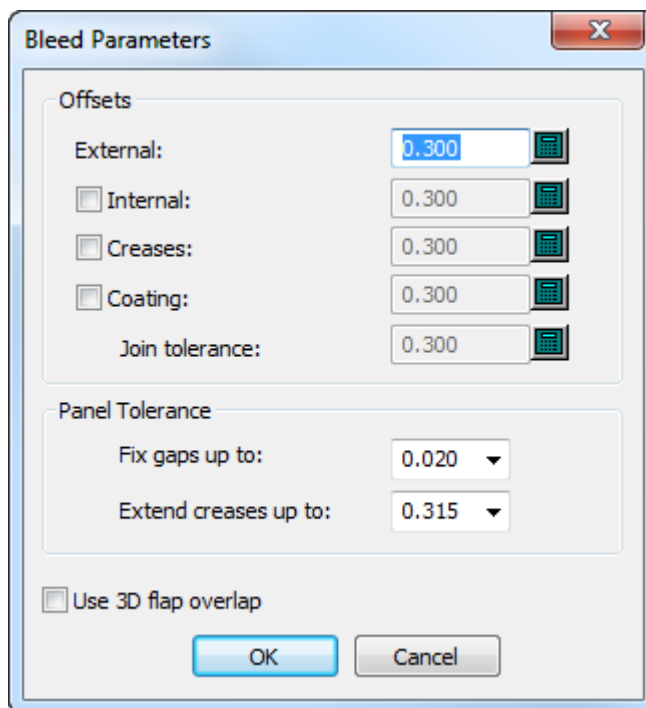 Bleed Parameters
Offsets
External: 0.300
Internal: 0.300
Creases: 0.300
Coating: 0.300
Join tolerance: 0.300
Panel Tolerance
Fix gaps up to: 0.020
Extend creases up to: 0.315
Use 3D flap overlap
OK Cancel